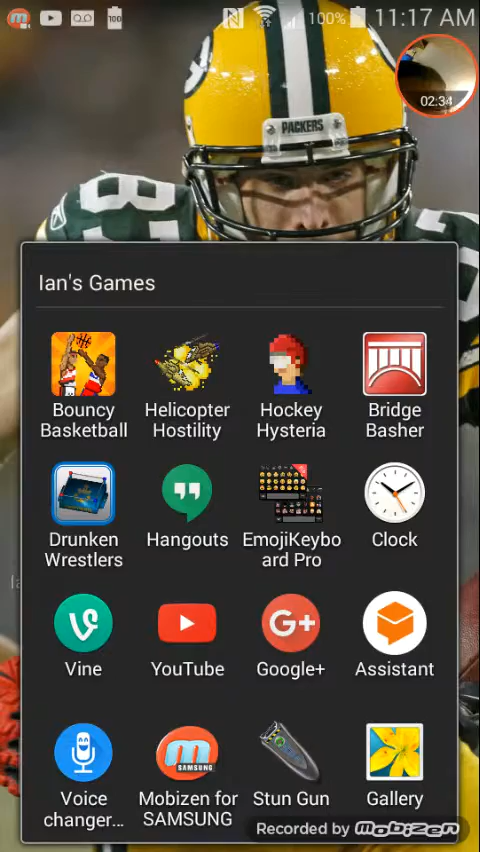 100% 11:17 AM
100
PACKERS
02:34
Ian's Games
Bouncy Basketball
Helicopter Hostility
Hockey Hysteria
Bridge Basher
Drunken Wrestlers
Hangouts
EmojiKeybo
ard Pro
Clock
Vine
YouTube
G+
Google+
Assistant
Voice changer...
m
SAMSUNG
Mobizen for SAMSUNG
Stun Gun
Gallery
Recorded by Mobizen